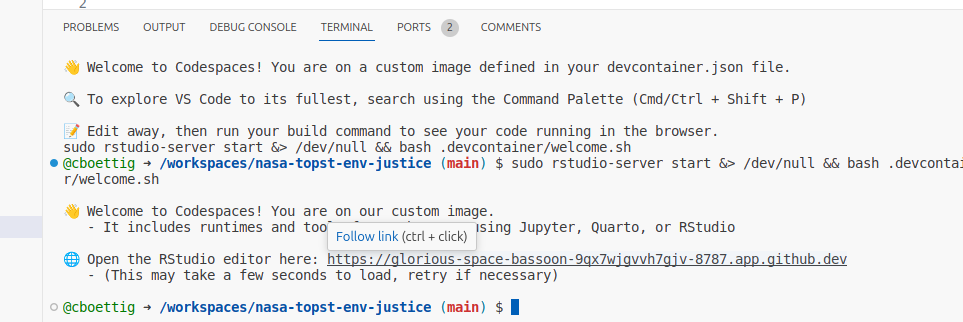 2
PROBLEMS OUTPUT DEBUG CONSOLE TERMINAL PORTS 2 COMMENTS
👋 Welcome to Codespaces! You are on a custom image defined in your devcontainer.json file.
🔍 To explore VS Code to its fullest, search using the Command Palette (Cmd/Ctrl + Shift + P)
📝 Edit away, then run your build command to see your code running in the browser.
sudo rstudio-server start &> /dev/null && bash .devcontainer/welcome.sh
@cboettig ➜ /workspaces/nasa-topst-env-justice (main) $ sudo rstudio-server start &> /dev/null && bash .devcontai
r/welcome.sh
👋 Welcome to Codespaces! You are on our custom image.
- It includes runtimes and using Jupyter, Quarto, or RStudio
Follow link (ctrl + click)
🌐 Open the RStudio editor here: https://glorious-space-bassoon-9qx7wjgvvh7gjv-8787.app.github.dev
- (This may take a few seconds to load, retry if necessary)
@cboettig ➜ /workspaces/nasa-topst-env-justice (main) $